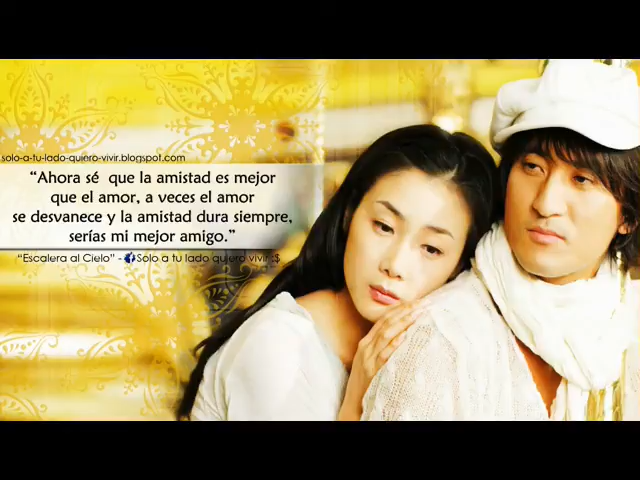 solo-a-tu-lado-quiero-vivir.blogspot.com
“Ahora sé que la amistad es mejor
que el amor, a veces el amor
se desvanece y la amistad dura siempre,
serías mi mejor amigo.”
“Escalera al Cielo” - Solo a tu lado quiero vivir :$